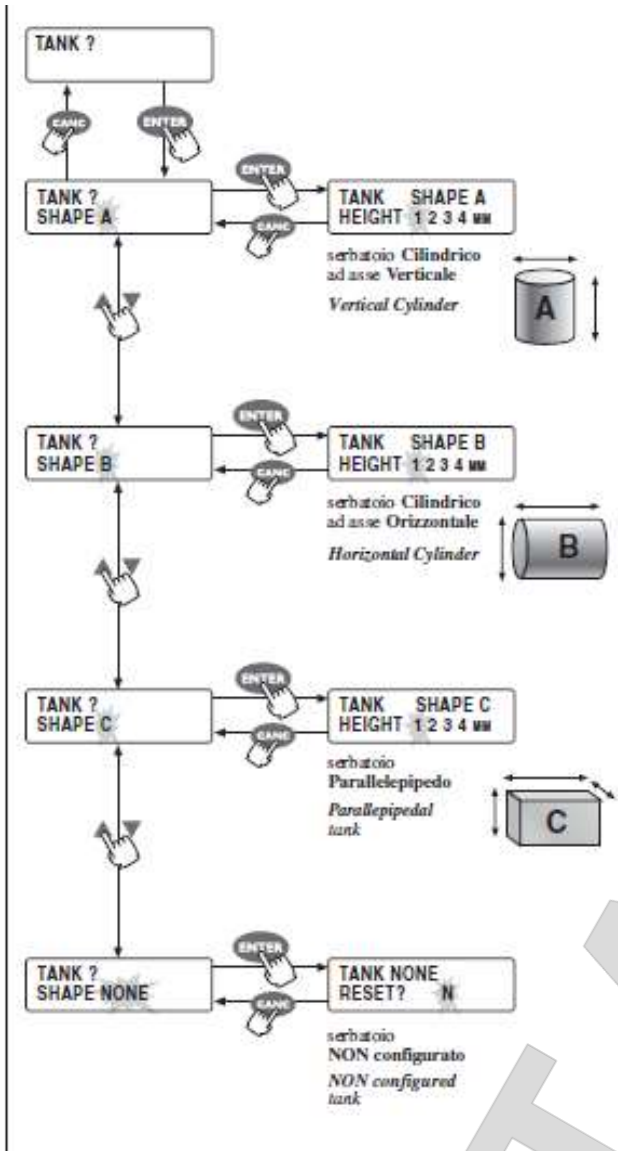 TANK ?
CANC
ENTER
ENTER
TANK ?
SHAPE A
TANK SHAPE A
HEIGHT 1 2 3 4 MM
CANC
serbatoio Cilindrico
ad asse Verticale
Vertical Cylinder
A
ENTER
TANK ?
SHAPE B
TANK SHAPE B
HEIGHT 1 2 3 4 MM
CANC
serbatoio Cilindrico
ad asse Orizzontale
Horizontal Cylinder
B
ENTER
TANK ?
SHAPE C
TANK SHAPE C
HEIGHT 1 2 3 4 MM
CANC
serbatoio
Parallelepipedo
Parallepipedal
tank
C
ENTER
TANK ?
SHAPE NONE
TANK NONE
RESET? N
CANC
serbatoio
NON configurato
NON configured
tank